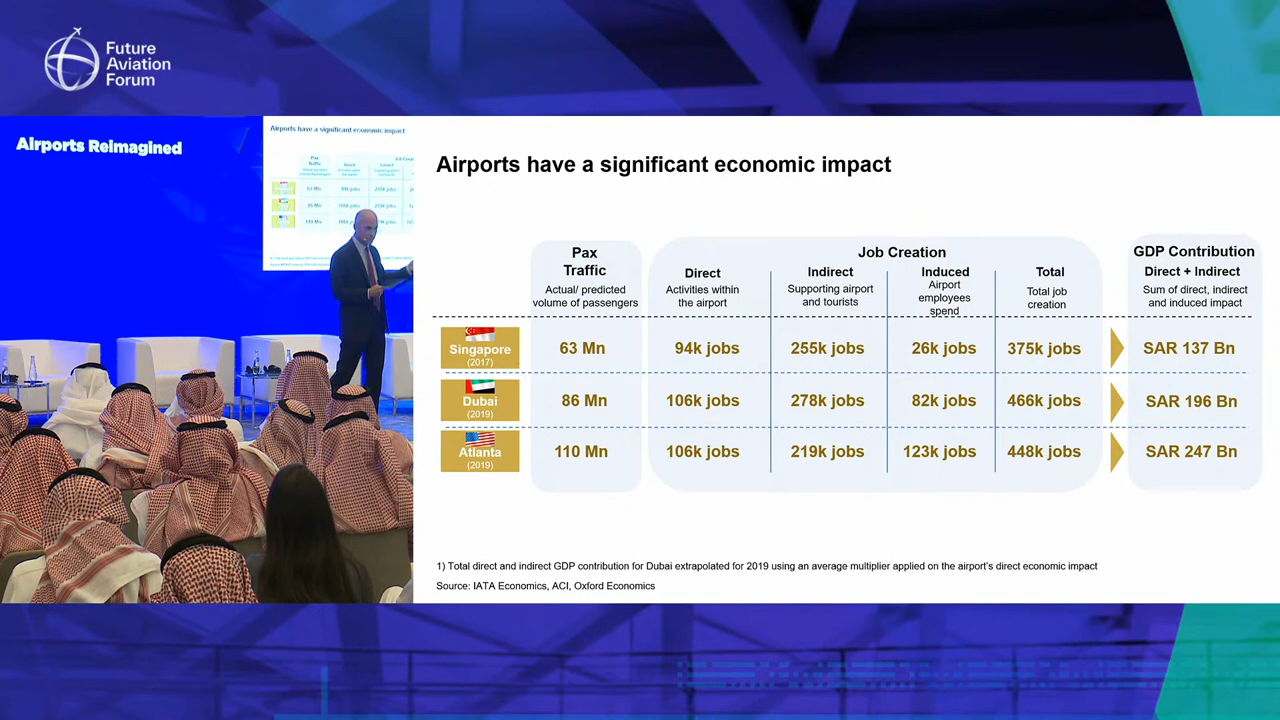 Future
Aviation
Forum
Airports Reimagined
Airports have a significant economic impact
Airports have a significant economic impact
Pax
Traffic
Actual/ predicted
volume of passengers
Job Creation
Direct
Activities within
the airport
Indirect
Supporting airport
and tourists
Induced
Airport
employees
spend
Total
Total job
creation
GDP Contribution
Direct + Indirect
Sum of direct, indirect
and induced impact
Singapore
(2017)
63 Mn
94k jobs
255k jobs
26k jobs
375k jobs
SAR 137 Bn
Dubai
(2019)
86 Mn
106k jobs
278k jobs
82k jobs
466k jobs
SAR 196 Bn
Atlanta
(2019)
110 Mn
106k jobs
219k jobs
123k jobs
448k jobs
SAR 247 Bn
1) Total direct and indirect GDP contribution for Dubai extrapolated for 2019 using an average multiplier applied on the airport's direct economic impact
Source: IATA Economics, ACI, Oxford Economics